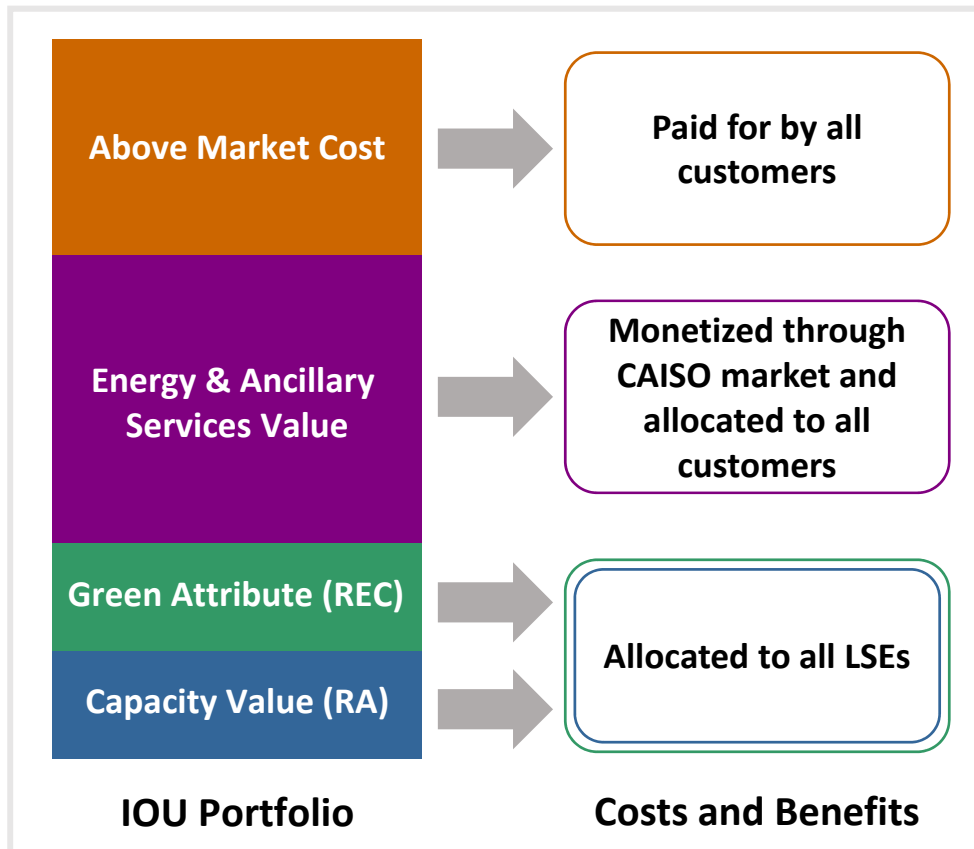 Above Market Cost
Paid for by all
customers
Energy & Ancillary
Services Value
Monetized through
CAISO market and
allocated to all
customers
Green Attribute (REC)
Capacity Value (RA)
Allocated to all LSEs
IOU Portfolio
Costs and Benefits